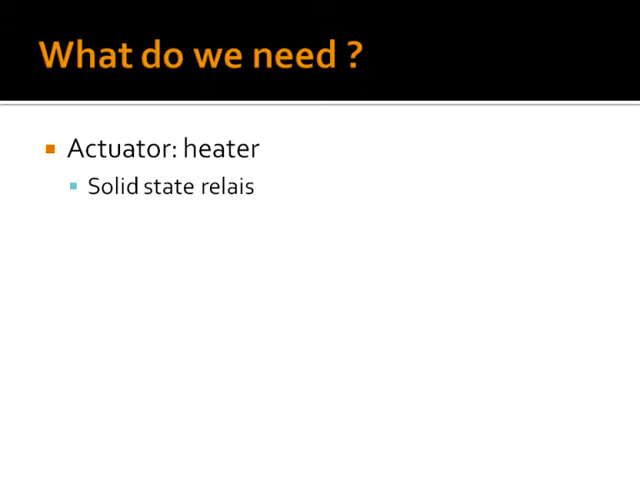 What do we need ?
Actuator: heater
Solid state relais